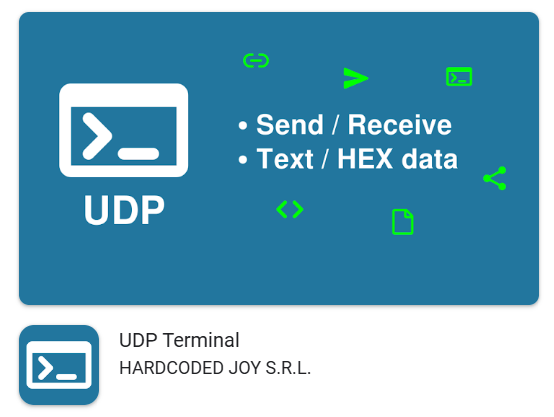 • Send / Receive
• Text / HEX data
UDP
UDP Terminal
HARDCODED JOY S.R.L.